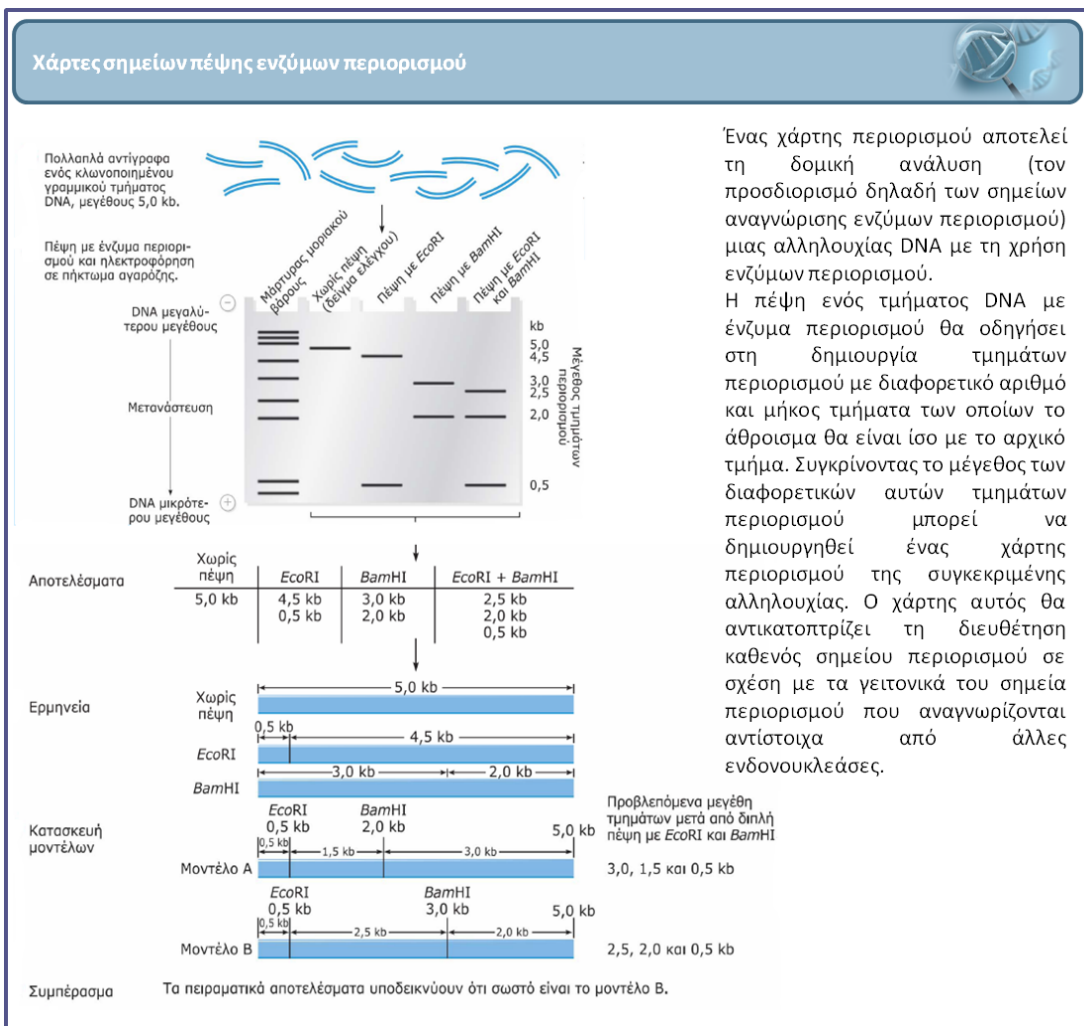 Χάρτες σημείων πέψης ενζύμων περιορισμού
Πολλαπλά αντίγραφα
ενός κλωνοποιημένου
γραμμικού τμήματος
DNA, μεγέθους 5,0 kb.
Πέψη με ένζυμα περιορι-
σμού και ηλεκτροφόρηση
σε πήκτωμα αγαρόζης.
Μάρτυρας μοριακού
βάρους
Χωρίς πέψη
(δείγμα ελέγχου)
Πέψη με EcoRI
Πέψη με BamHI
Πέψη με EcoRI
και BamHI
DNA μεγαλύ-
τερου μεγέθους
−
Μετανάστευση
DNA μικρότε-
ρου μεγέθους
+
kb
5,0
4,5
3,0
2,5
2,0
0,5
Μέγεθος τμημάτων
περιορισμού
Αποτελέσματα
Χωρίς
πέψη EcoRI BamHI EcoRI + BamHI
5,0 kb 4,5 kb 3,0 kb 2,5 kb
0,5 kb 2,0 kb 2,0 kb
0,5 kb
Ερμηνεία
Χωρίς
πέψη
5,0 kb
EcoRI
0,5 kb 4,5 kb
BamHI
3,0 kb 2,0 kb
Κατασκευή
μοντέλων
EcoRI BamHI
0,5 kb 2,0 kb 5,0 kb
0,5 kb 1,5 kb 3,0 kb
Μοντέλο Α
Προβλεπόμενα μεγέθη
τμημάτων μετά από διπλή
πέψη με EcoRI και BamHI
3,0, 1,5 και 0,5 kb
EcoRI BamHI
0,5 kb 3,0 kb 5,0 kb
0,5 kb 2,5 kb 2,0 kb
Μοντέλο Β
2,5, 2,0 και 0,5 kb
Συμπέρασμα Τα πειραματικά αποτελέσματα υποδεικνύουν ότι σωστό είναι το μοντέλο Β.
Ένας χάρτης περιορισμού αποτελεί
τη δομική ανάλυση (τον
προσδιορισμό δηλαδή των σημείων
αναγνώρισης ενζύμων περιορισμού)
μιας αλληλουχίας DNA με τη χρήση
ενζύμων περιορισμού.
Η πέψη ενός τμήματος DNA με
ένζυμα περιορισμού θα οδηγήσει
στη δημιουργία τμημάτων
περιορισμού με διαφορετικό αριθμό
και μήκος τμήματα των οποίων το
άθροισμα θα είναι ίσο με το αρχικό
τμήμα. Συγκρίνοντας το μέγεθος των
διαφορετικών αυτών τμημάτων
περιορισμού μπορεί να
δημιουργηθεί ένας χάρτης
περιορισμού της συγκεκριμένης
αλληλουχίας. Ο χάρτης αυτός θα
αντικατοπτρίζει τη διευθέτηση
καθενός σημείου περιορισμού σε
σχέση με τα γειτονικά του σημεία
περιορισμού που αναγνωρίζονται
αντίστοιχα από άλλες
ενδονουκλεάσες.